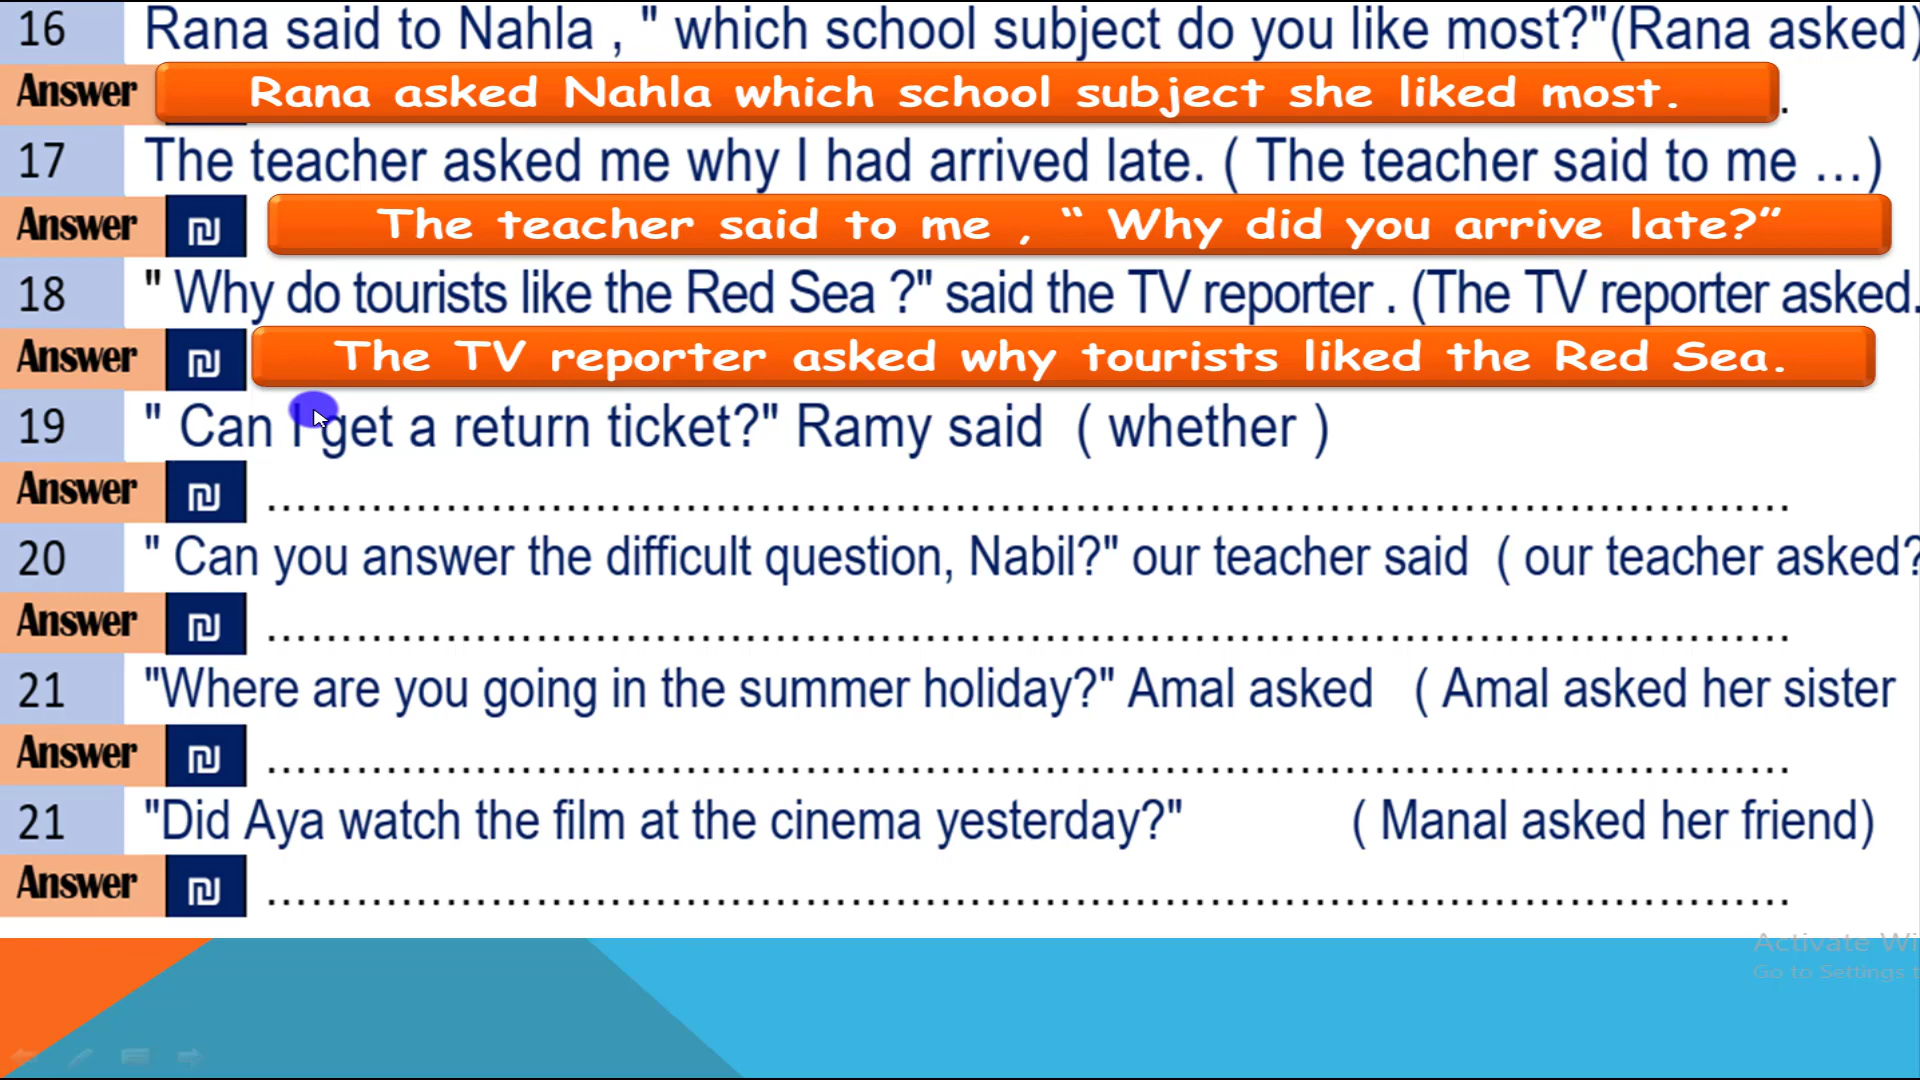 16 Rana said to Nahla , " which school subject do you like most?"(Rana asked)
Answer Rana asked Nahla which school subject she liked most. .
17 The teacher asked me why I had arrived late. ( The teacher said to me ...)
Answer ₪ The teacher said to me , “ Why did you arrive late?”
18 " Why do tourists like the Red Sea ?" said the TV reporter . (The TV reporter asked.
Answer ₪ The TV reporter asked why tourists liked the Red Sea.
19 " Can I get a return ticket?" Ramy said ( whether )
Answer ₪ ........................................................................................
20 " Can you answer the difficult question, Nabil?" our teacher said ( our teacher asked?
Answer ₪ ........................................................................................
21 "Where are you going in the summer holiday?" Amal asked ( Amal asked her sister
Answer ₪ ........................................................................................
21 "Did Aya watch the film at the cinema yesterday?" ( Manal asked her friend)
Answer ₪ ........................................................................................
Activate Wi
Go to Settings t